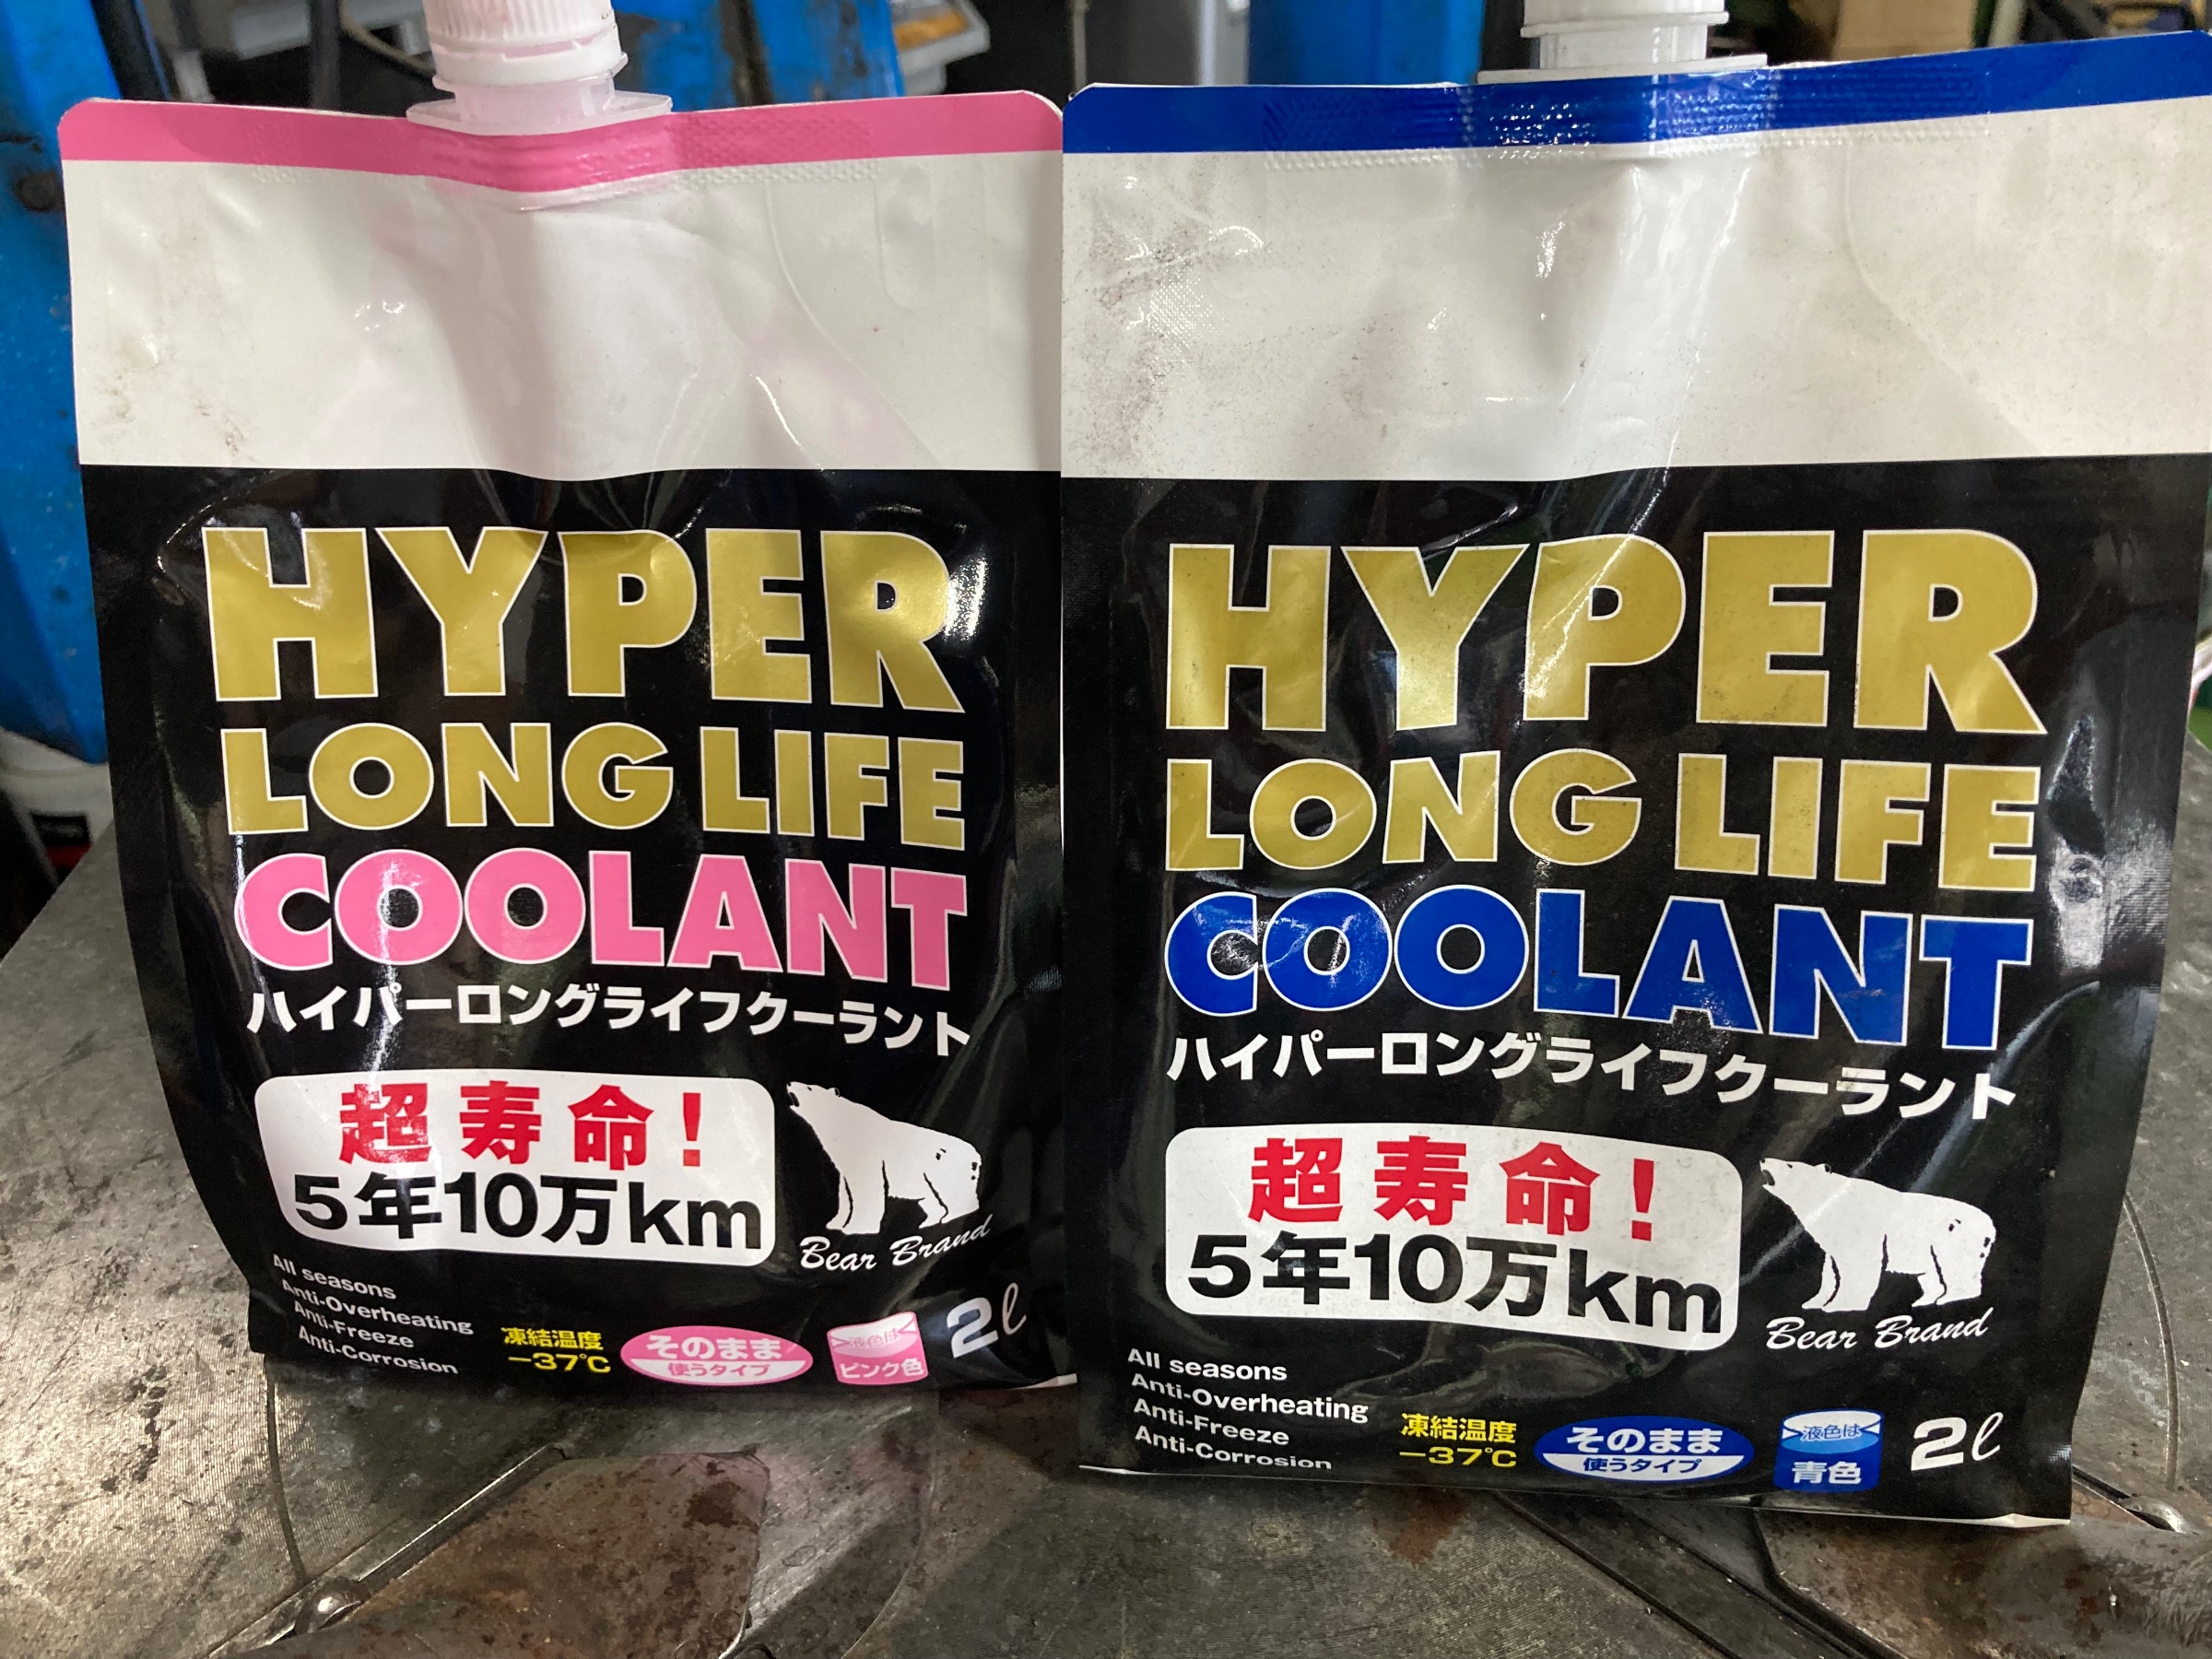 HYPER
LONG LIFE
COOLANT
ハイパーロングライフクーラント
超寿命!
5年10万km
Bear Brand
All seasons
Anti-Overheating
Anti-Freeze
Anti-Corrosion
凍結温度
-37℃
そのまま
使うタイプ
液色は
ピンク色
2ℓ
HYPER
LONG LIFE
COOLANT
ハイパーロングライフクーラント
超寿命!
5年10万km
Bear Brand
All seasons
Anti-Overheating
Anti-Freeze
Anti-Corrosion
凍結温度
-37℃
そのまま
使うタイプ
液色は
青色
2ℓ